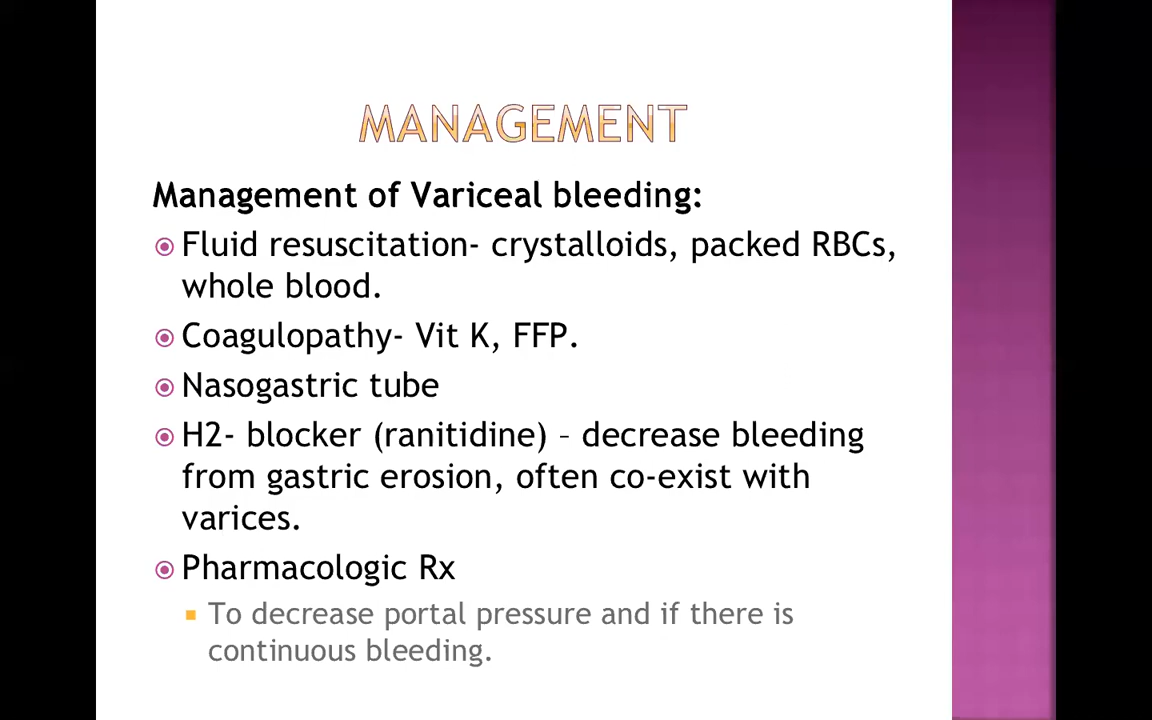 MANAGEMENT
Management of Variceal bleeding:
Fluid resuscitation- crystalloids, packed RBCs,
whole blood.
Coagulopathy- Vit K, FFP.
Nasogastric tube
H2- blocker (ranitidine) – decrease bleeding
from gastric erosion, often co-exist with
varices.
Pharmacologic Rx
To decrease portal pressure and if there is
continuous bleeding.